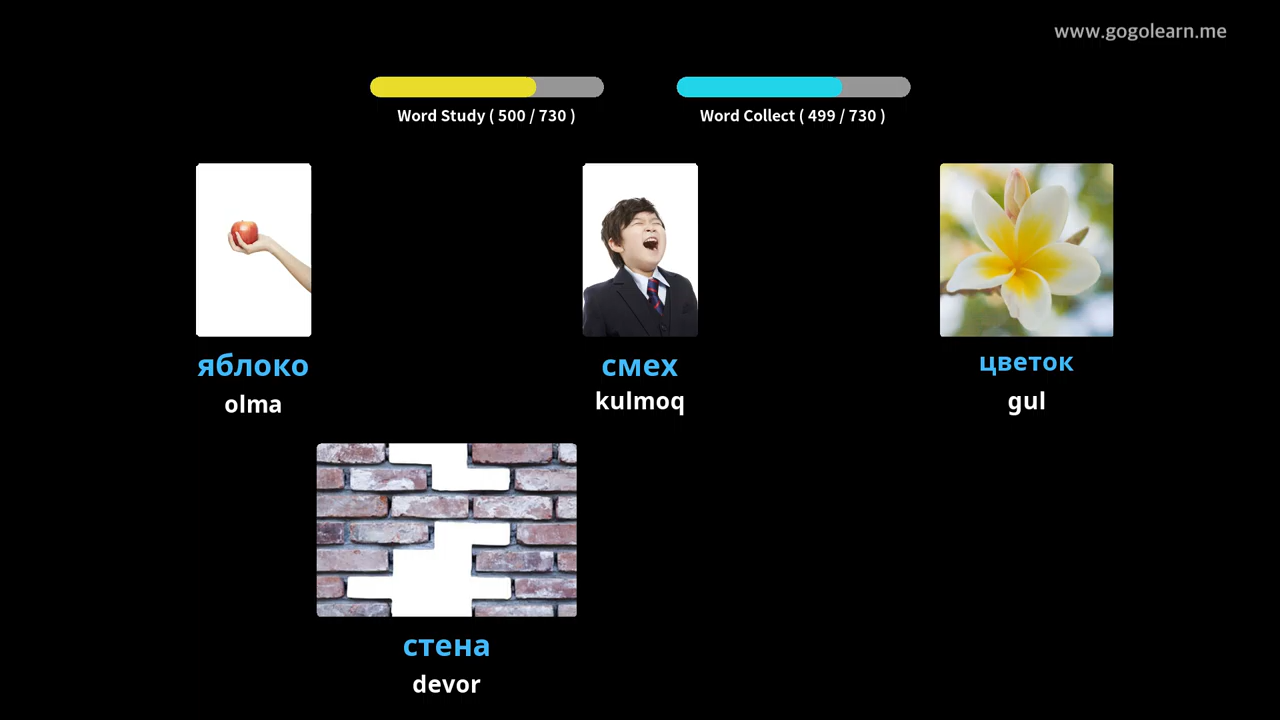 www.gogolearn.me
Word Study ( 500 / 730 )
Word Collect ( 499 / 730 )
яблоко
olma
смех
kulmoq
цветок
gul
стена
devor